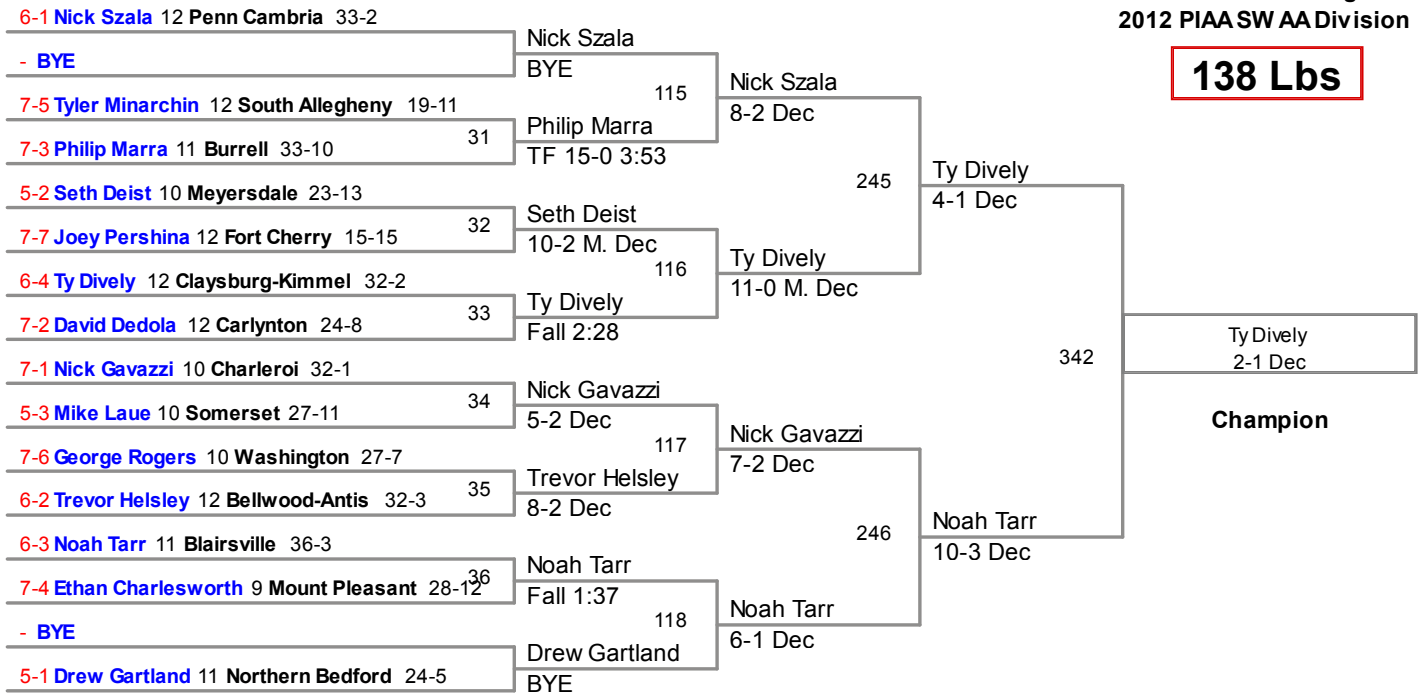 2012 PIAA SW AA Division
138 Lbs
6-1 Nick Szala 12 Penn Cambria 33-2
- BYE
7-5 Tyler Minarchin 12 South Allegheny 19-11
7-3 Philip Marra 11 Burrell 33-10
5-2 Seth Deist 10 Meyersdale 23-13
7-7 Joey Pershina 12 Fort Cherry 15-15
6-4 Ty Dively 12 Claysburg-Kimmel 32-2
7-2 David Dedola 12 Carlynton 24-8
7-1 Nick Gavazzi 10 Charleroi 32-1
5-3 Mike Laue 10 Somerset 27-11
7-6 George Rogers 10 Washington 27-7
6-2 Trevor Helsley 12 Bellwood-Antis 32-3
6-3 Noah Tarr 11 Blairsville 36-3
7-4 Ethan Charlesworth 9 Mount Pleasant 28-12
- BYE
5-1 Drew Gartland 11 Northern Bedford 24-5
31
32
33
34
35
36
Nick Szala
BYE
Philip Marra
TF 15-0 3:53
Seth Deist
10-2 M. Dec
Ty Dively
Fall 2:28
Nick Gavazzi
5-2 Dec
Trevor Helsley
8-2 Dec
Noah Tarr
Fall 1:37
Drew Gartland
BYE
115
116
117
118
Nick Szala
8-2 Dec
Ty Dively
11-0 M. Dec
Nick Gavazzi
7-2 Dec
Noah Tarr
6-1 Dec
245
246
Ty Dively
4-1 Dec
Noah Tarr
10-3 Dec
342
Ty Dively
2-1 Dec
Champion